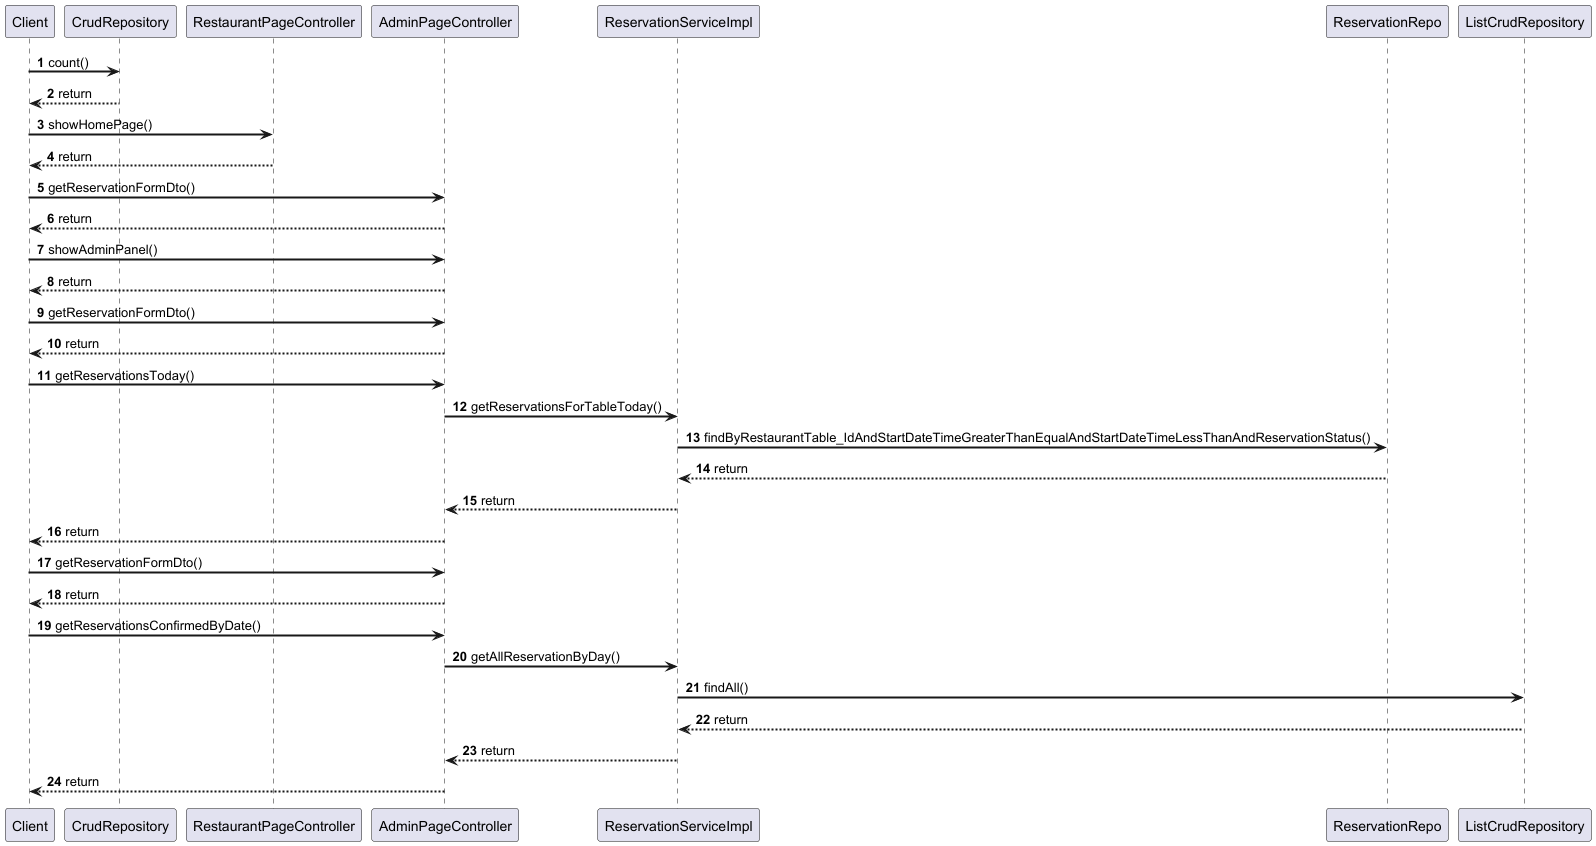 Client CrudRepository RestaurantPageController AdminPageController ReservationServiceImpl ReservationRepo ListCrudRepository
1 count()
2 return
3 showHomePage()
4 return
5 getReservationFormDto()
6 return
7 showAdminPanel()
8 return
9 getReservationFormDto()
10 return
11 getReservationsToday()
12 getReservationsForTableToday()
13 findByRestaurantTable_IdAndStartDateTimeGreaterThanEqualAndStartDateTimeLessThanAndReservationStatus()
14 return
15 return
16 return
17 getReservationFormDto()
18 return
19 getReservationsConfirmedByDate()
20 getAllReservationByDay()
21 findAll()
22 return
23 return
24 return
Client CrudRepository RestaurantPageController AdminPageController ReservationServiceImpl ReservationRepo ListCrudRepository